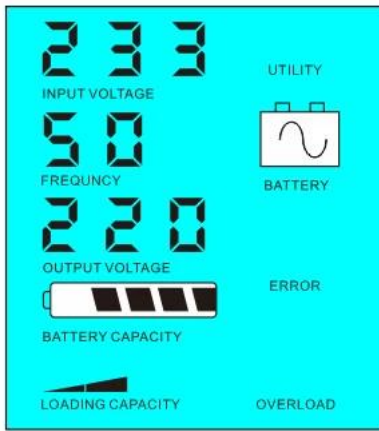 233
UTILITY
INPUT VOLTAGE
50
FREQUNCY
BATTERY
220
OUTPUT VOLTAGE
ERROR
BATTERY CAPACITY
LOADING CAPACITY
OVERLOAD